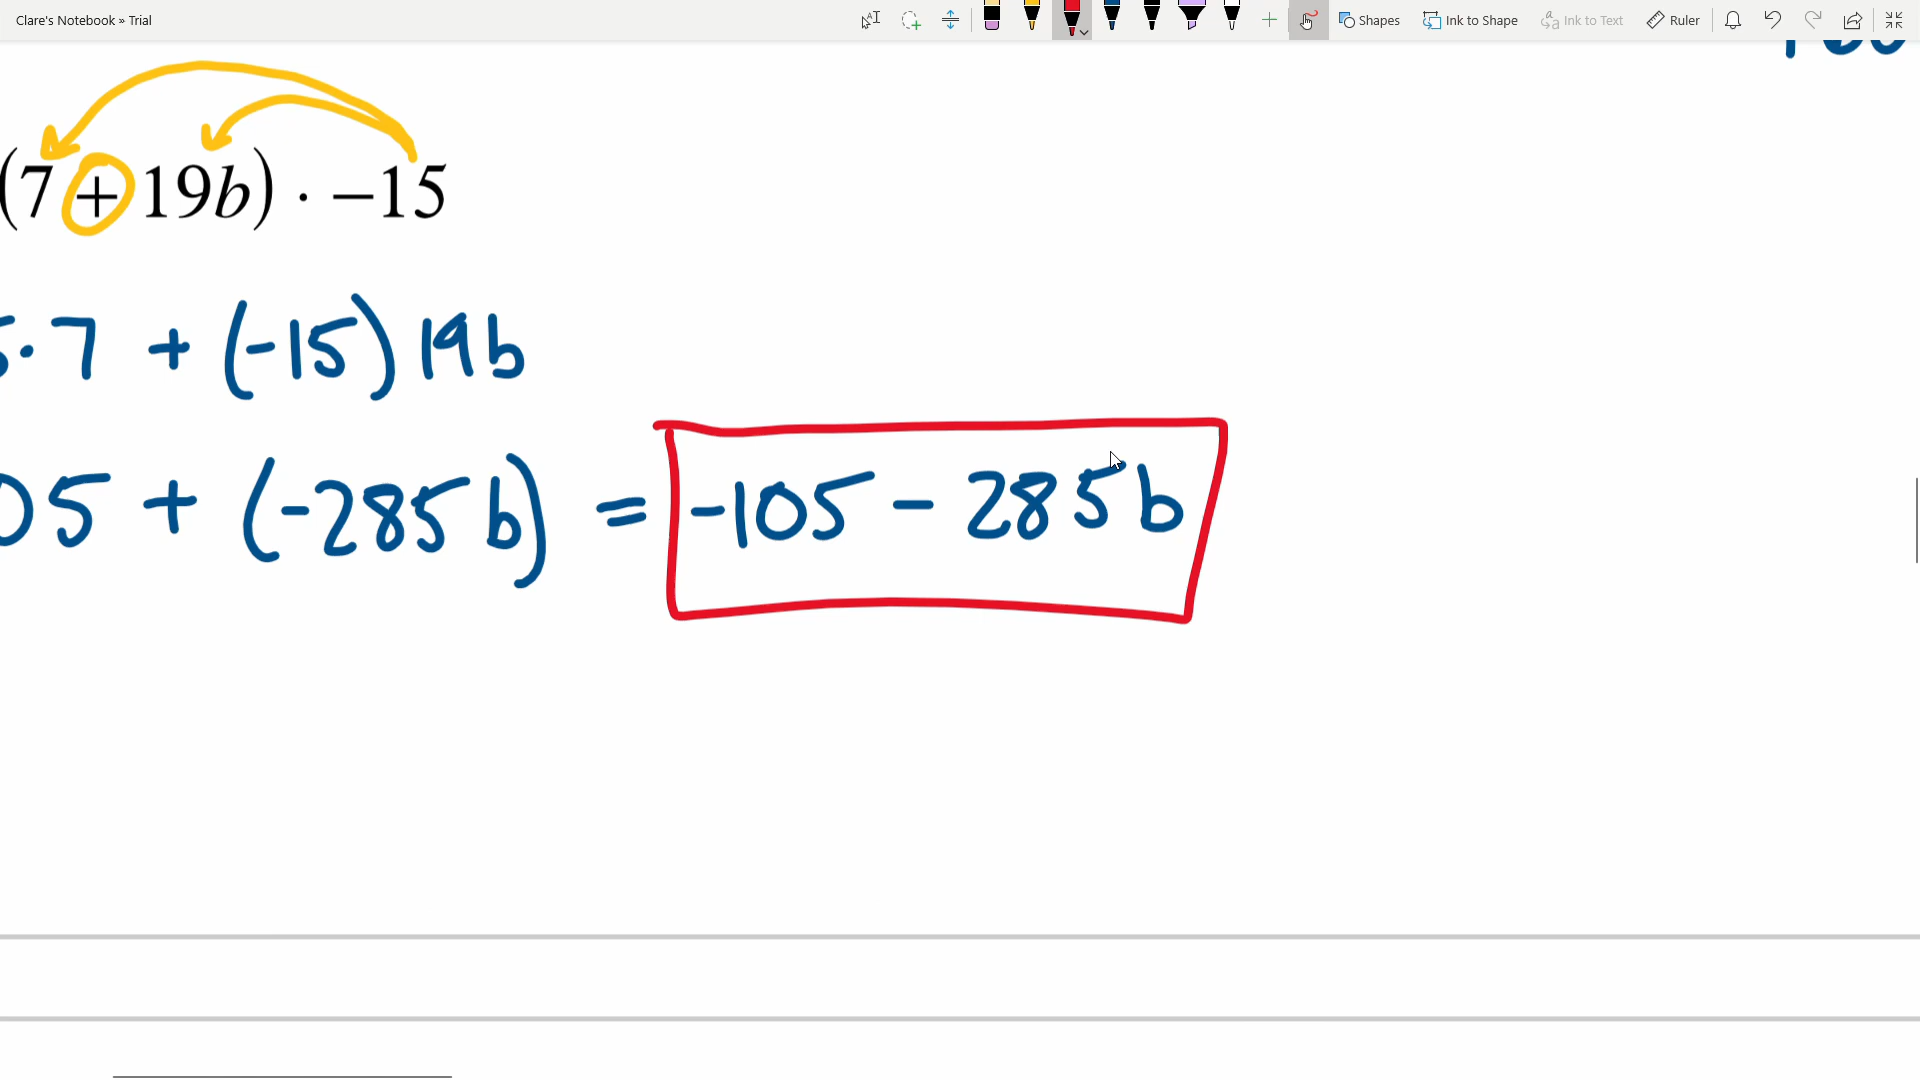 Clare's Notebook » Trial
Shapes Ink to Shape Ink to Text Ruler
(7 + 19b) · −15
5·7 + (-15)19b
05 + (-285b) = -105 - 285b